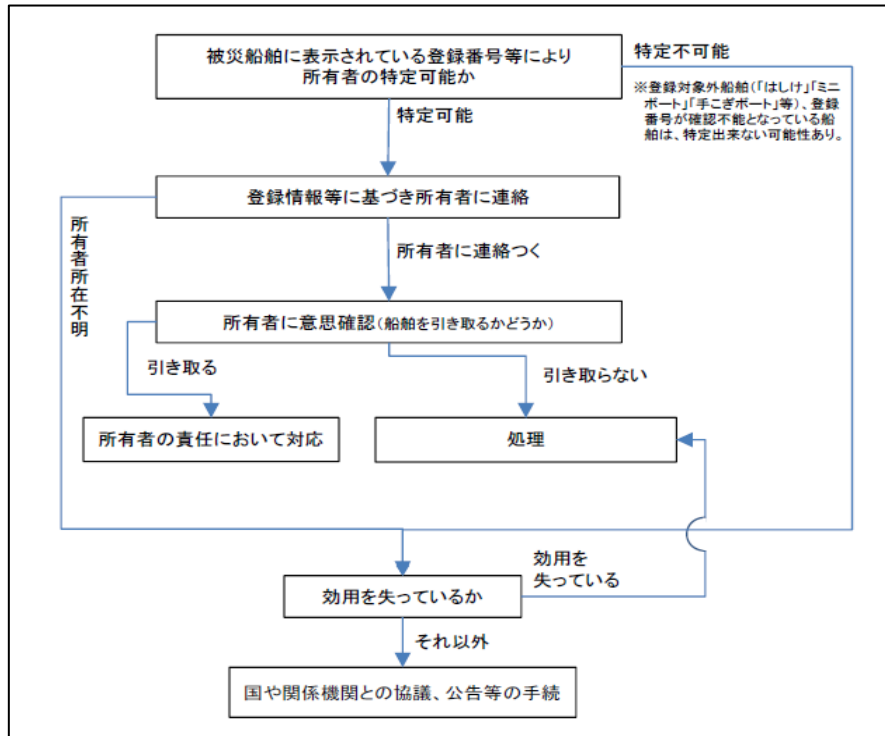 被災船舶に表示されている登録番号等により
所有者の特定可能か
特定不可能
※登録対象外船舶(「はしけ」「ミニ
ボート」「手こぎボート」等)、登録
番号が確認不能となっている船
舶は、特定出来ない可能性あり。
特定可能
登録情報等に基づき所有者に連絡
所有者所在不明
所有者に連絡つく
所有者に意思確認(船舶を引き取るかどうか)
引き取る
引き取らない
所有者の責任において対応
処理
効用を
失っている
効用を失っているか
それ以外
国や関係機関との協議、公告等の手続